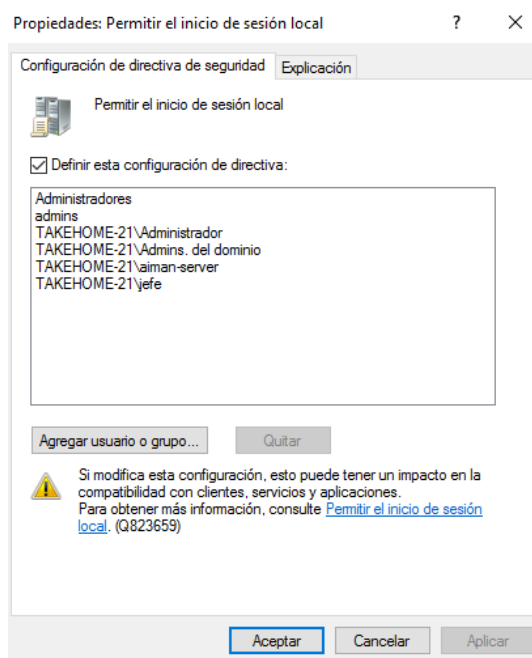 Propiedades: Permitir el inicio de sesión local
?
Configuración de directiva de seguridad
Explicación
Permitir el inicio de sesión local
Definir esta configuración de directiva:
Administradores
admins
TAKEHOME-21\Administrador
TAKEHOME-21\Admins. del dominio
TAKEHOME-21\aiman-server
TAKEHOME-21\jefe
Agregar usuario o grupo...
Quitar
Si modifica esta configuración, esto puede tener un impacto en la
compatibilidad con clientes, servicios y aplicaciones.
Para obtener más información, consulte Permitir el inicio de sesión
local. (Q823659)
Aceptar
Cancelar
Aplicar